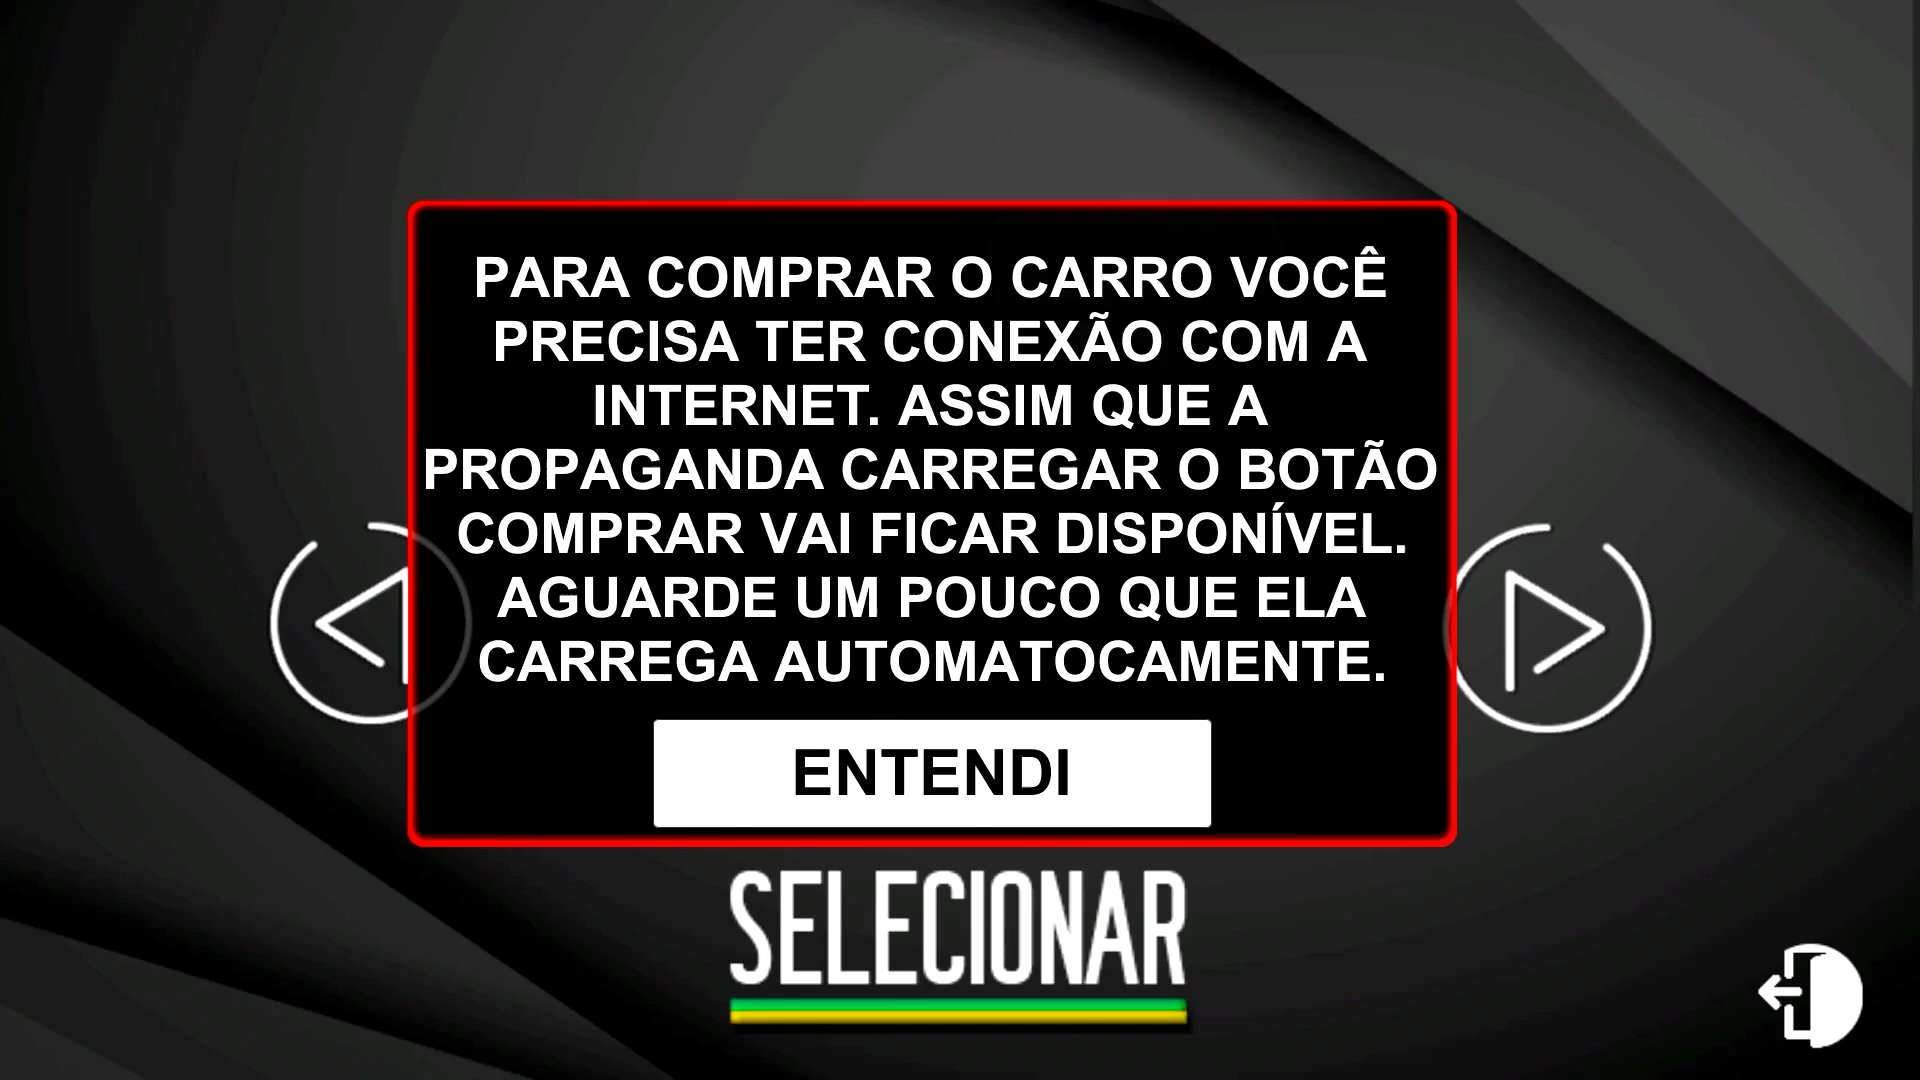 PARA COMPRAR O CARRO VOCÊ
PRECISA TER CONEXÃO COM A
INTERNET. ASSIM QUE A
PROPAGANDA CARREGAR O BOTÃO
COMPRAR VAI FICAR DISPONÍVEL.
AGUARDE UM POUCO QUE ELA
CARREGA AUTOMATOCAMENTE.
ENTENDI
SELECIONAR